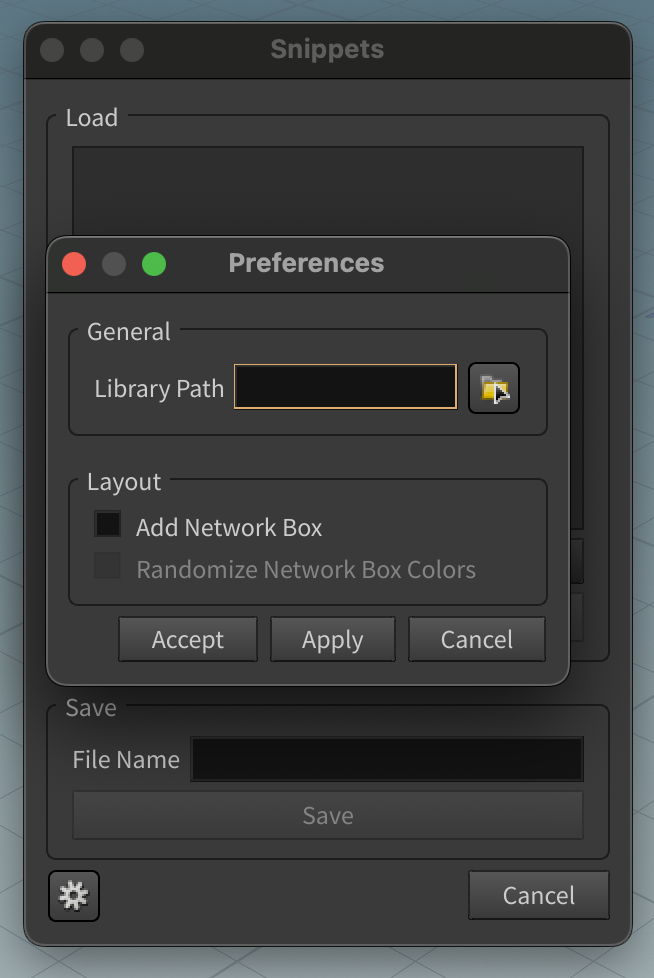 Snippets
Load
Preferences
General
Library Path
Layout
Add Network Box
Randomize Network Box Colors
Accept Apply Cancel
Save
File Name
Save
Cancel